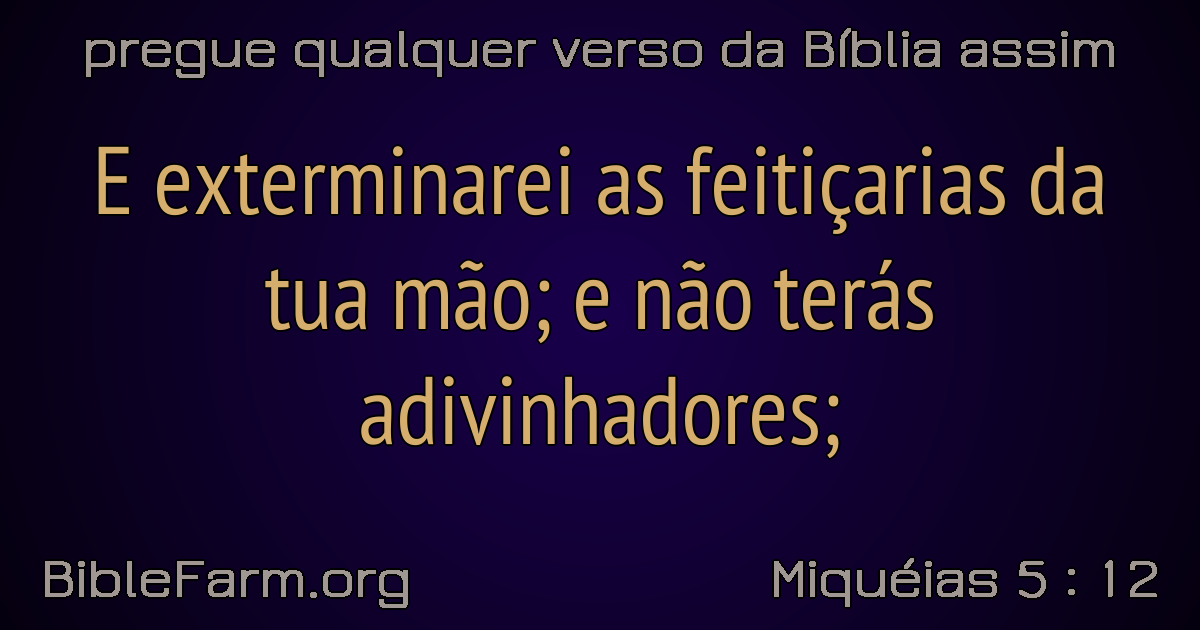 pregue qualquer verso da Bíblia assim
E exterminarei as feitiçarias da
tua mão; e não terás
adivinhadores;
BibleFarm.org
Miquéias 5 : 12